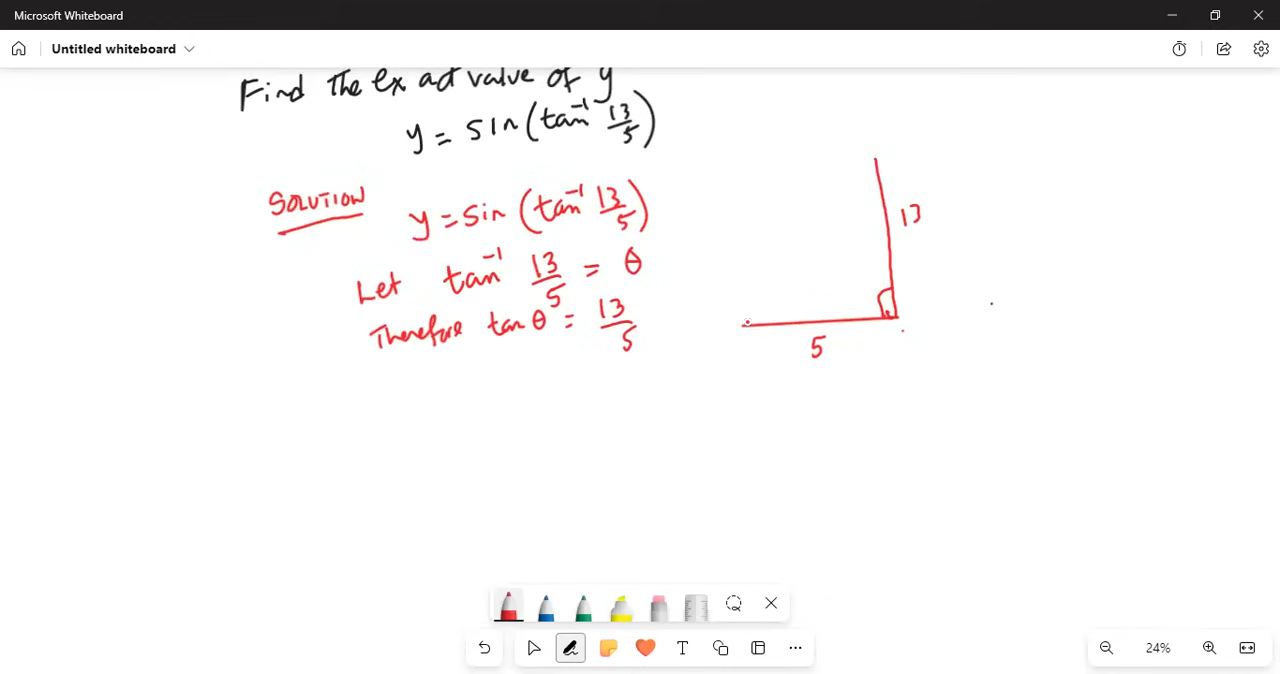 Microsoft Whiteboard
Untitled whiteboard
Find the exact value of y
y = sin(tan⁻¹ 13/5)
SOLUTION
y = sin(tan⁻¹ 13/5)
Let tan⁻¹ 13/5 = θ
Therefore tan θ = 13/5
13
5
T
24%